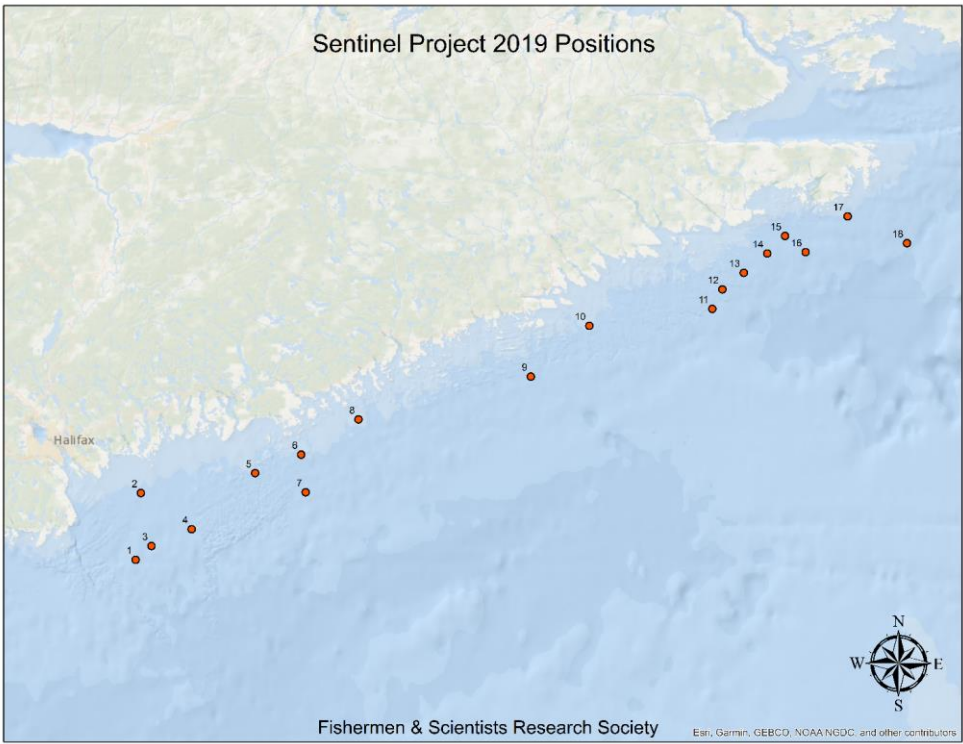 Sentinel Project 2019 Positions
17
15
18
14
16
13
12
11
10
9
8
Halifax
6
5
2
7
4
3
1
N
W E
S
Fishermen & Scientists Research Society
Esri, Garmin, GEBCO, NOAA NGDC, and other contributors